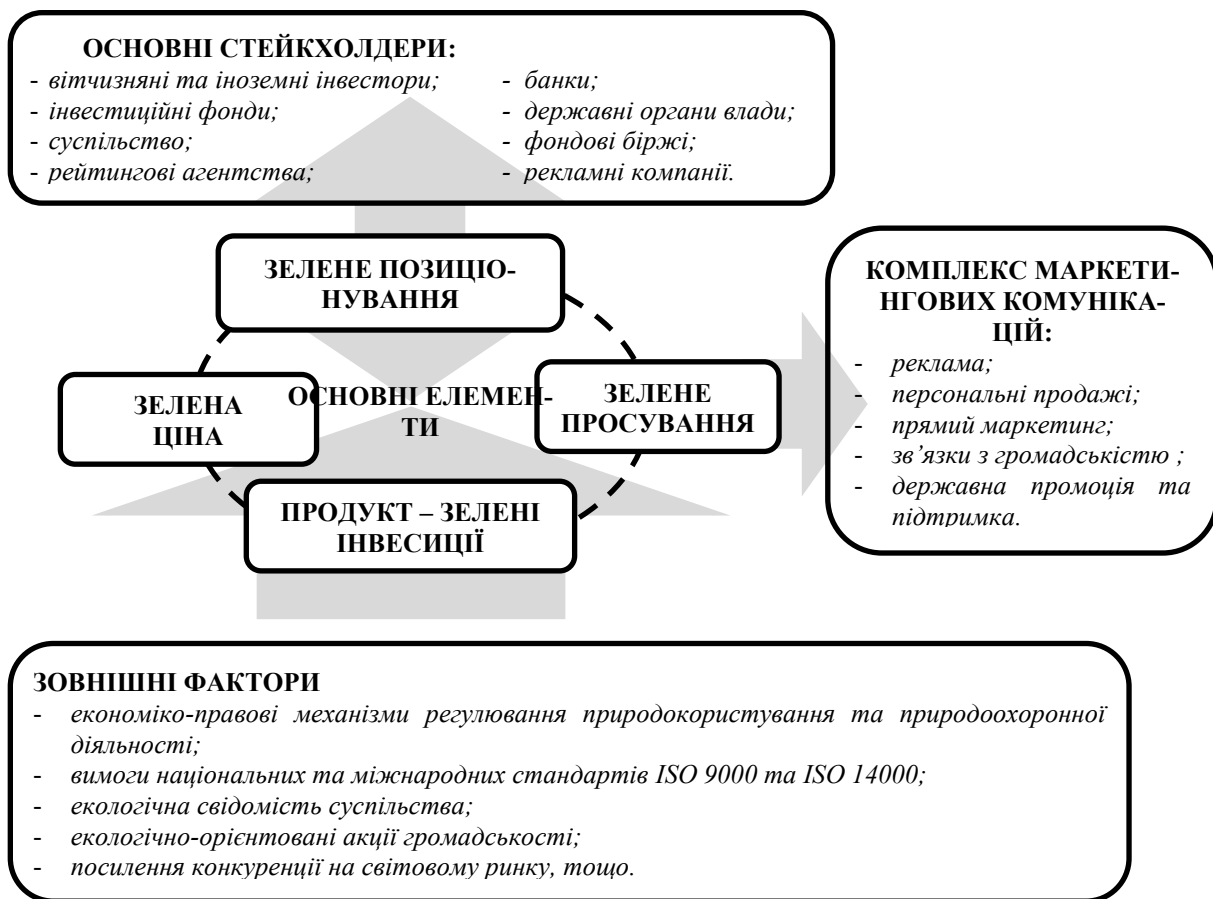 ОСНОВНІ СТЕЙКХОЛДЕРИ:
- вітчизняні та іноземні інвестори;
- інвестиційні фонди;
- суспільство;
- рейтингові агентства;
- банки;
- державні органи влади;
- фондові біржі;
- рекламні компанії.
ЗЕЛЕНЕ ПОЗИЦІО-
НУВАННЯ
ЗЕЛЕНА
ЦІНА
ОСНОВНІ ЕЛЕМЕН-
ТИ
ЗЕЛЕНЕ
ПРОСУВАННЯ
ПРОДУКТ – ЗЕЛЕНІ
ІНВЕСИЦІЇ
КОМПЛЕКС МАРКЕТИ-
НГОВИХ КОМУНІКА-
ЦІЙ:
- реклама;
- персональні продажі;
- прямий маркетинг;
- зв’язки з громадськістю ;
- державна промоція та
підтримка.
ЗОВНІШНІ ФАКТОРИ
- економіко-правові механізми регулювання природокористування та природоохоронної
діяльності;
- вимоги національних та міжнародних стандартів ISO 9000 та ISO 14000;
- екологічна свідомість суспільства;
- екологічно-орієнтовані акції громадськості;
- посилення конкуренції на світовому ринку, тощо.